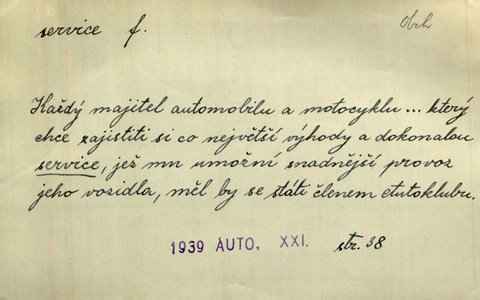 service f.
Obch
Každý majitel automobilu a motocyklu... který
chce zajistiti si co největší výhody a dokonalou
service, jež mu umožní snadnější provoz
jeho vozidla, měl by se státi členem Autoklubu.
1939 AUTO, XXI. str. 38